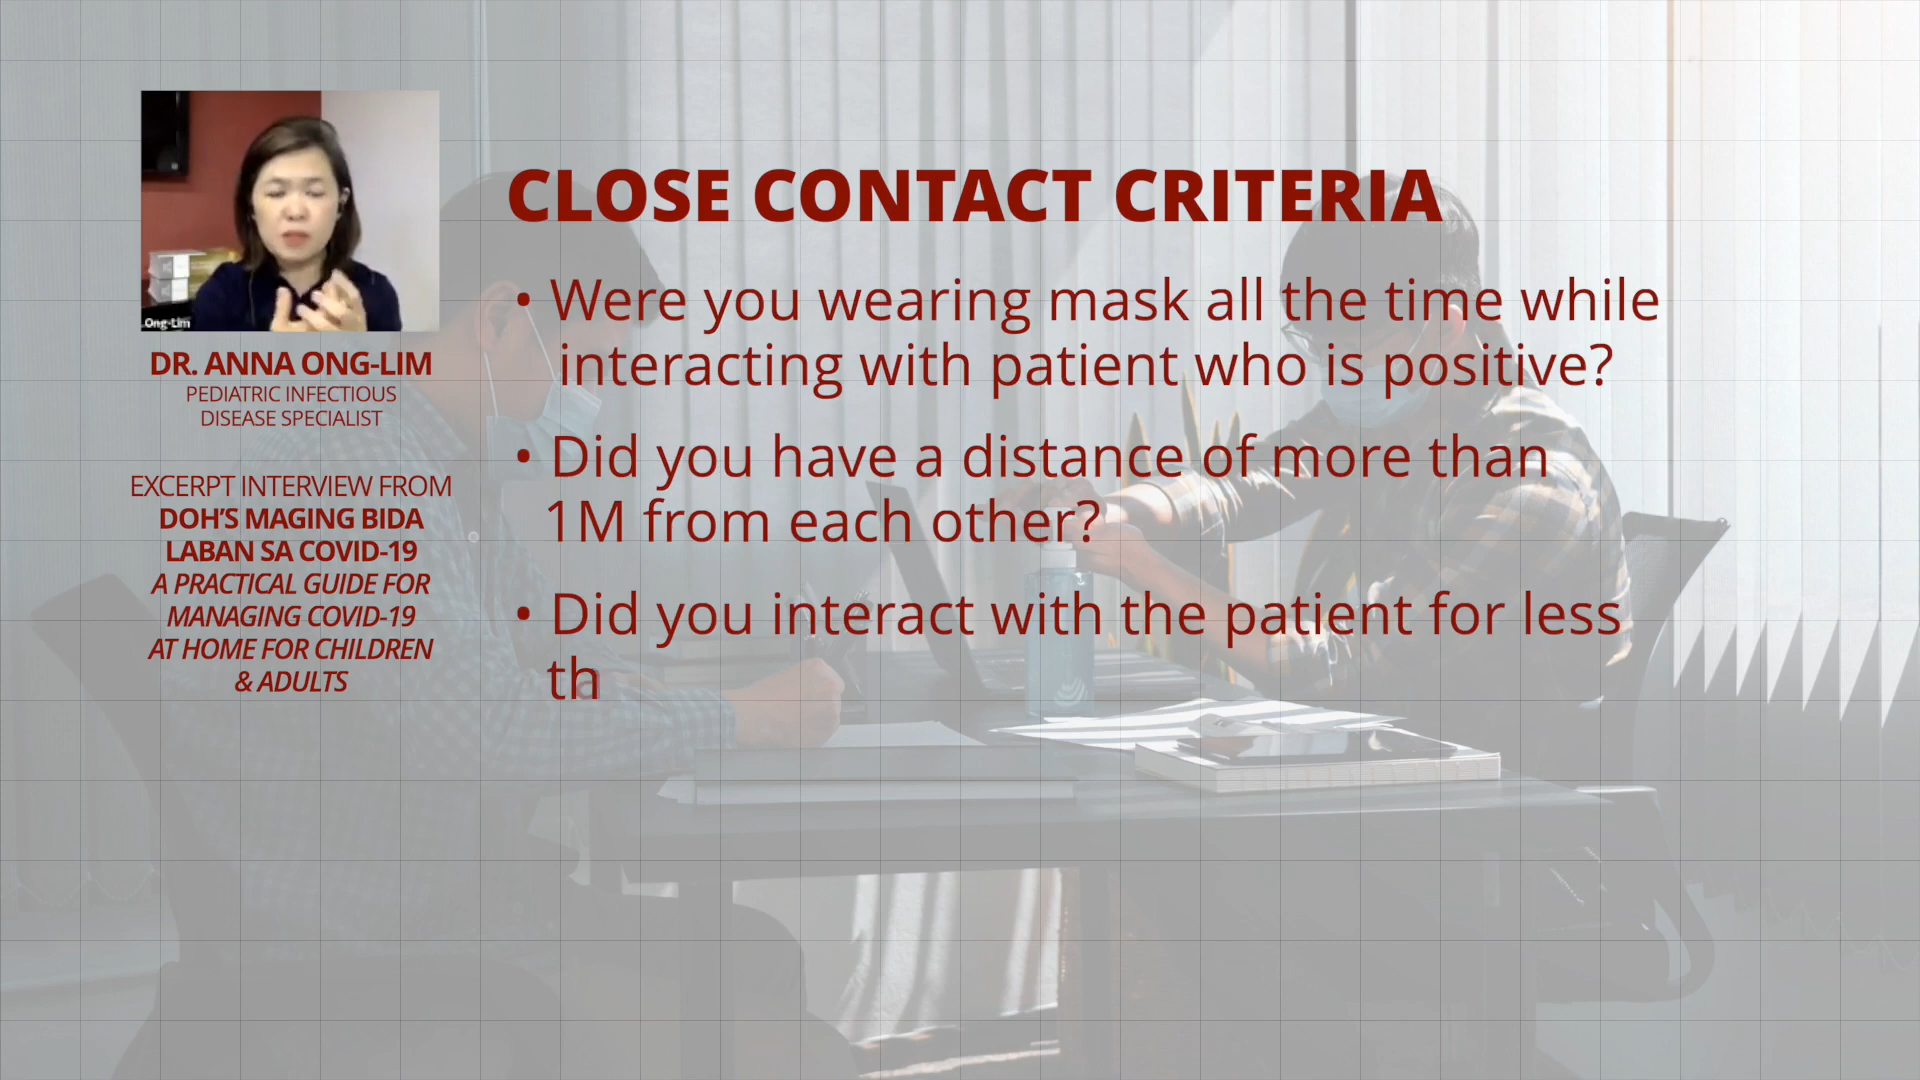 Ong-Lim
DR. ANNA ONG-LIM
PEDIATRIC INFECTIOUS
DISEASE SPECIALIST
EXCERPT INTERVIEW FROM
DOH'S MAGING BIDA
LABAN SA COVID-19
A PRACTICAL GUIDE FOR
MANAGING COVID-19
AT HOME FOR CHILDREN
& ADULTS
CLOSE CONTACT CRITERIA
• Were you wearing mask all the time while
interacting with patient who is positive?
• Did you have a distance of more than
1M from each other?
• Did you interact with the patient for less
th